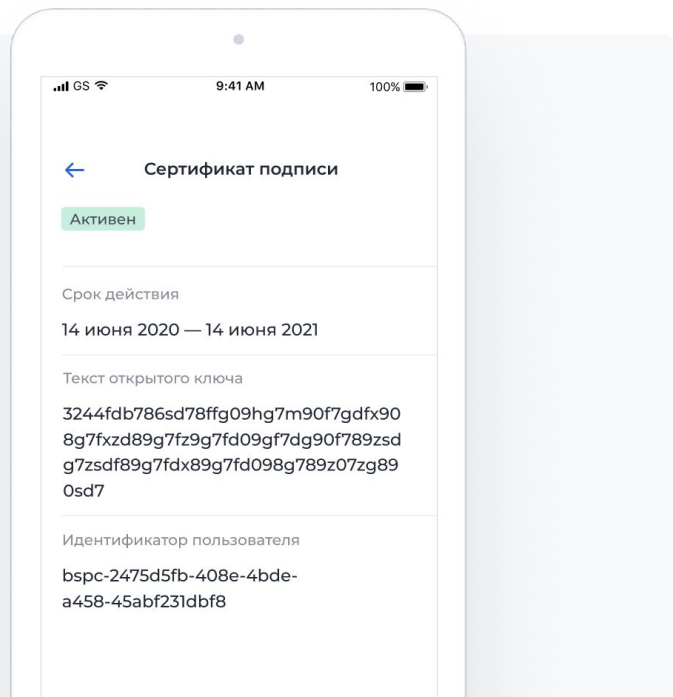 GS 9:41 AM 100%
Сертификат подписи
Активен
Срок действия
14 июня 2020 — 14 июня 2021
Текст открытого ключа
3244fdb786sd78ffg09hg7m90f7gdfx90
8g7fxzd89g7fz9g7fd09gf7dg90f789zsd
g7zsdf89g7fdx89g7fd098g789z07zg89
0sd7
Идентификатор пользователя
bspc-2475d5fb-408e-4bde-
a458-45abf231dbf8